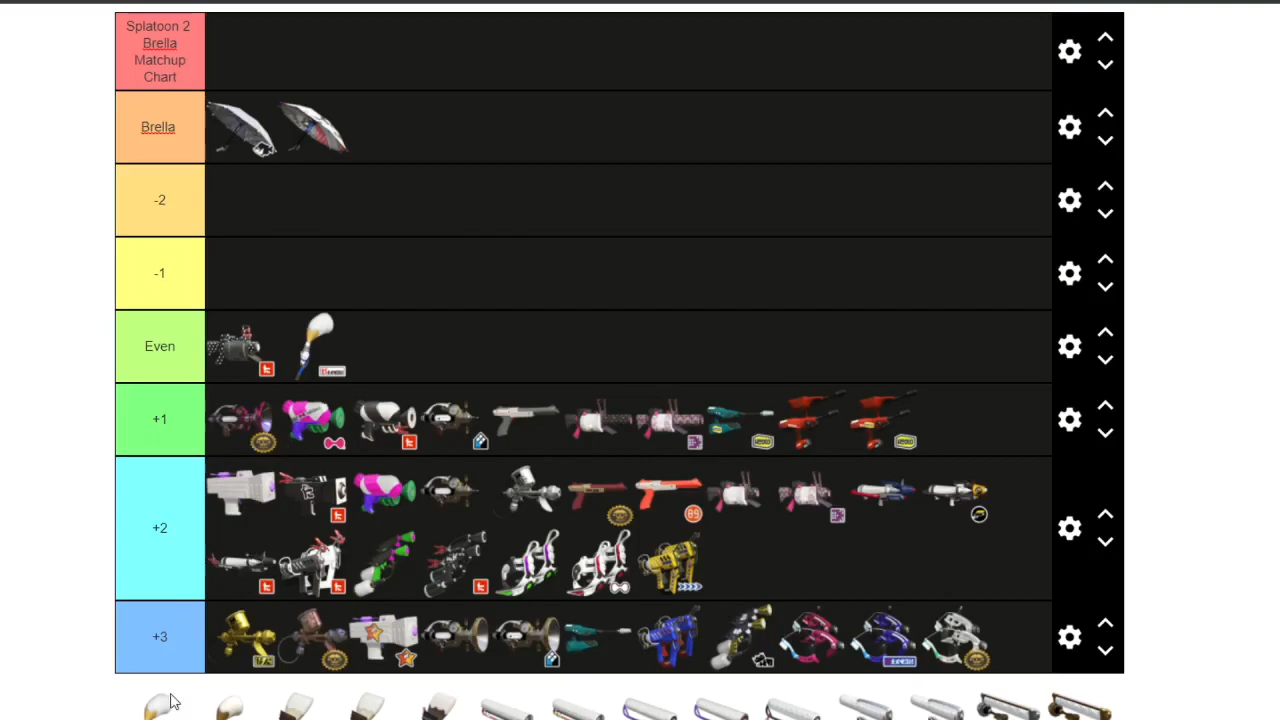 Splatoon 2
Brella
Matchup
Chart
Brella
-2
-1
Even
+1
+2
+3